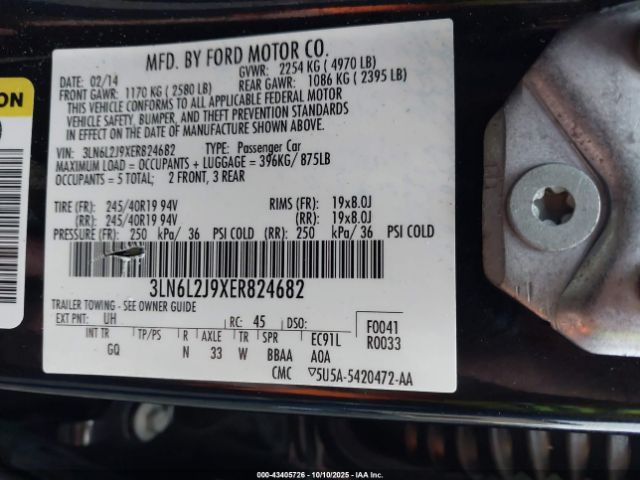 MFD. BY FORD MOTOR CO.
DATE: 02/14 GVWR: 2254 KG ( 4970 LB)
FRONT GAWR: 1170 KG ( 2580 LB) REAR GAWR: 1086 KG ( 2395 LB)
THIS VEHICLE CONFORMS TO ALL APPLICABLE FEDERAL MOTOR
VEHICLE SAFETY, BUMPER, AND THEFT PREVENTION STANDARDS
IN EFFECT ON THE DATE OF MANUFACTURE SHOWN ABOVE.
VIN: 3LN6L2J9XER824682 TYPE: Passenger Car
MAXIMUM LOAD = OCCUPANTS + LUGGAGE = 396KG/ 875LB
OCCUPANTS = 5 TOTAL; 2 FRONT, 3 REAR
TIRE (FR): 245/40R19 94V RIMS (FR): 19x8.0J
(RR): 245/40R19 94V (RR): 19x8.0J
PRESSURE (FR): 250 kPa/ 36 PSI COLD (RR): 250 kPa/ 36 PSI COLD
3LN6L2J9XER824682
TRAILER TOWING - SEE OWNER GUIDE
EXT PNT: UH RC: 45 DSO: F0041
INT TR TP/PS R AXLE TR SPR EC91L R0033
GQ N 33 W BBAA AOA
CMC ▽5U5A-5420472-AA
ON
000-43405726 - 10/10/2025 - IAA Inc.